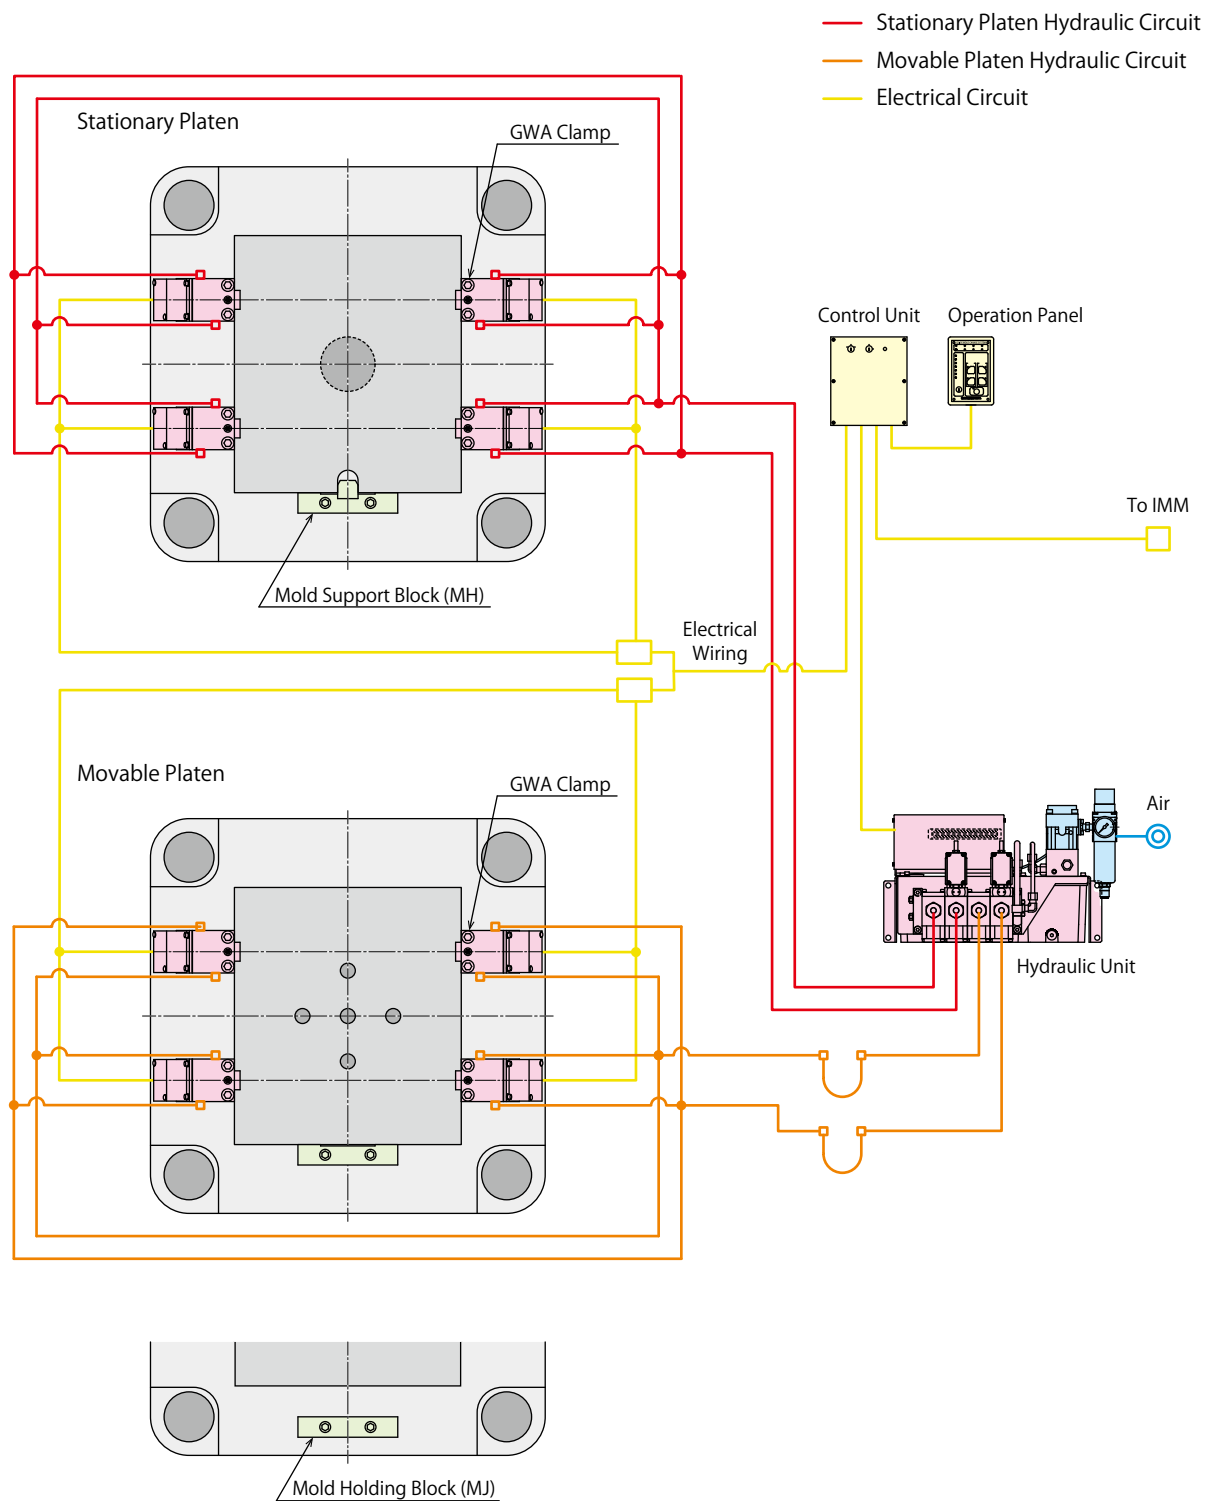 Stationary Platen Hydraulic Circuit
Movable Platen Hydraulic Circuit
Electrical Circuit
Stationary Platen
GWA Clamp
Control Unit
Operation Panel
To IMM
Mold Support Block (MH)
Electrical
Wiring
Movable Platen
GWA Clamp
Air
Hydraulic Unit
Mold Holding Block (MJ)